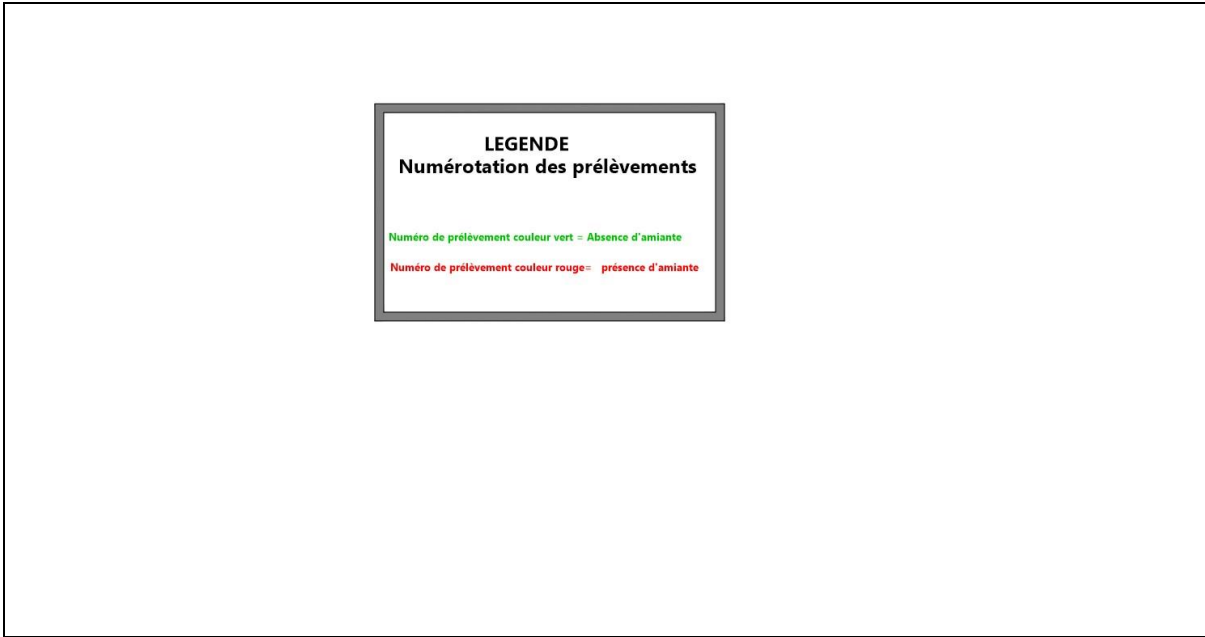 LEGENDE
Numérotation des prélèvements
Numéro de prélèvement couleur vert = Absence d'amiante
Numéro de prélèvement couleur rouge= présence d'amiante